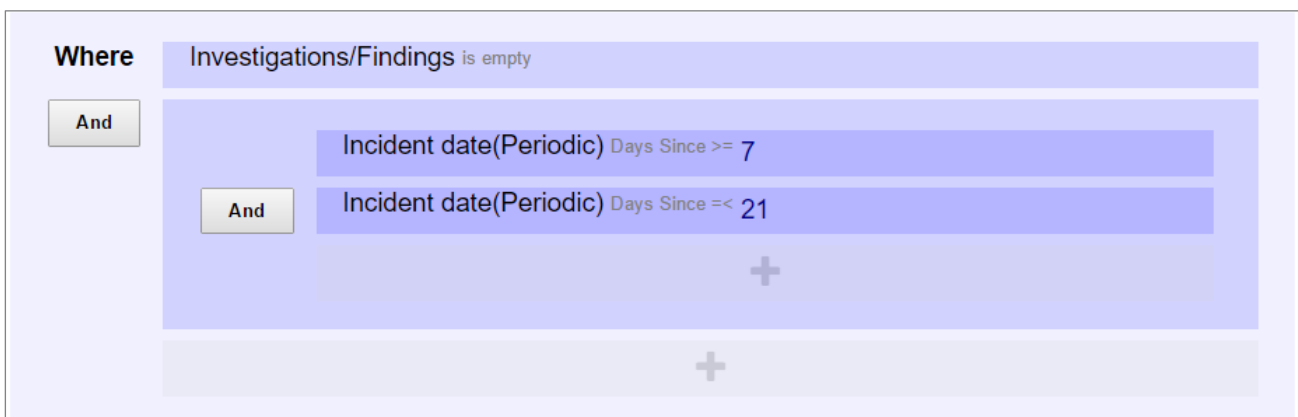 Where Investigations/Findings is empty
And
Incident date(Periodic) Days Since >= 7
And
Incident date(Periodic) Days Since =< 21